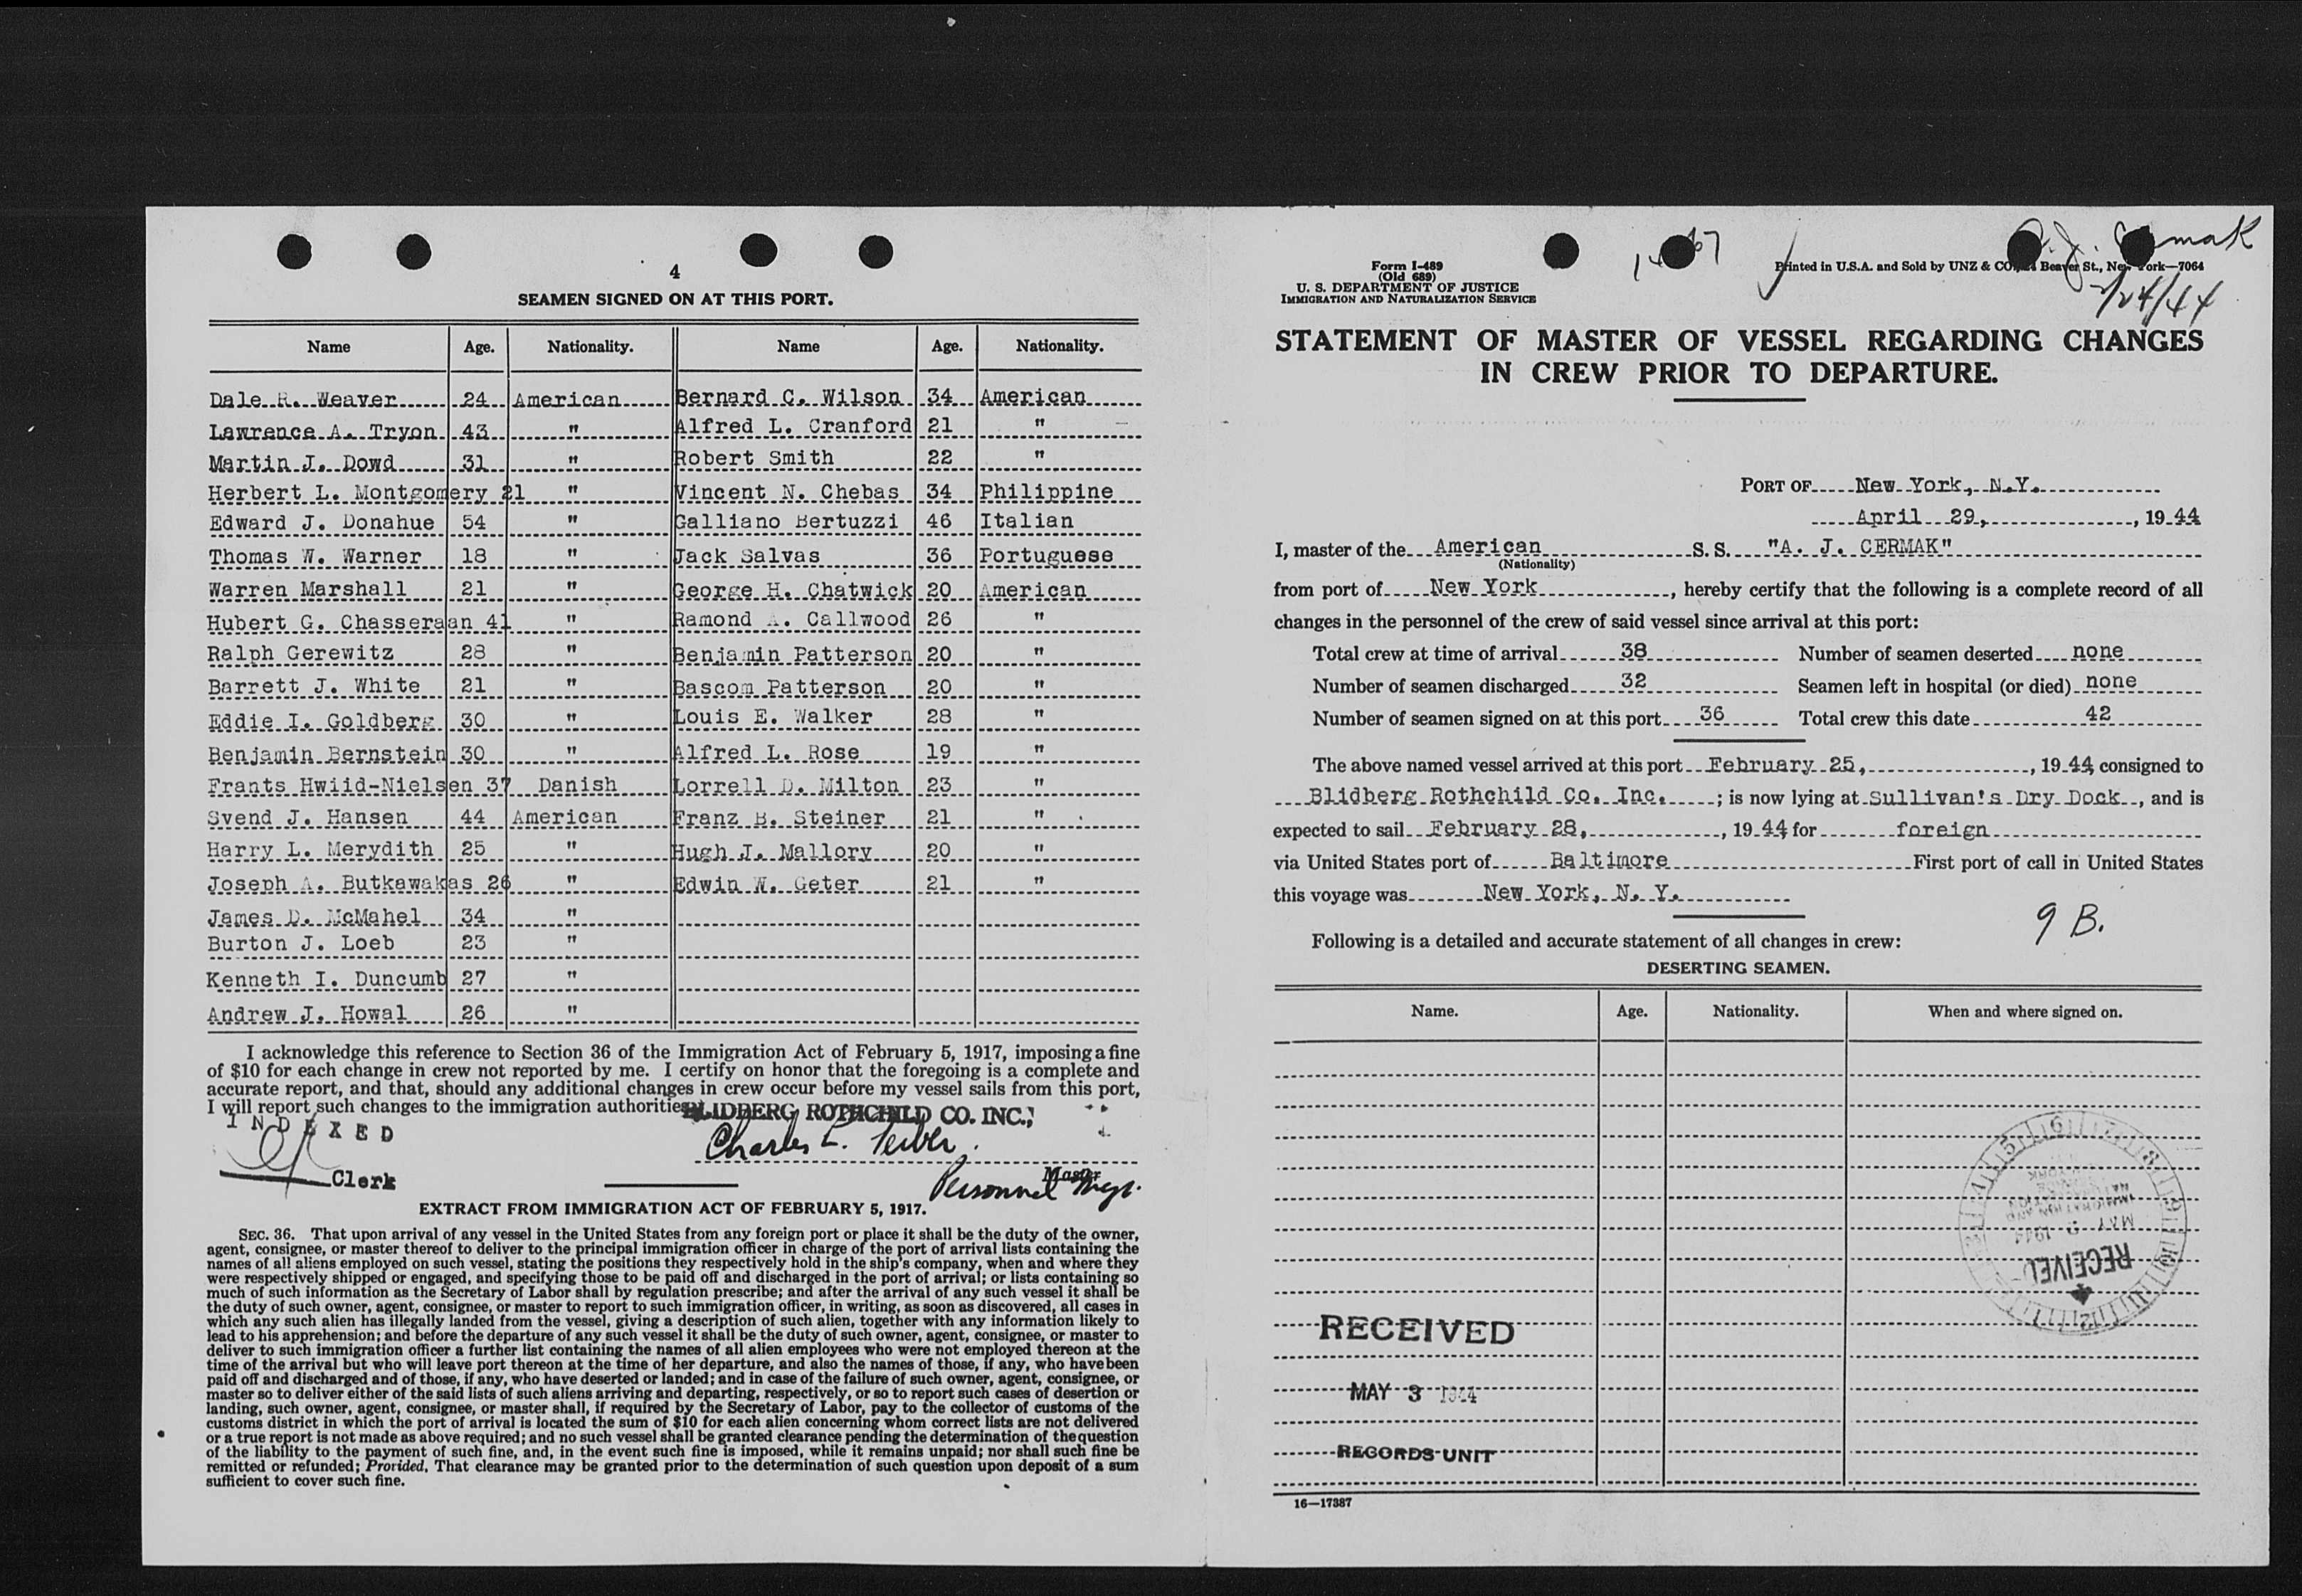 4
SEAMEN SIGNED ON AT THIS PORT.
Name Age. Nationality. Name Age. Nationality.
Dale R. Weaver 24 American Bernard C. Wilson 34 American
Lawrence A. Tryon 43 " Alfred L. Cranford 21 "
Martin J. Dowd 31 " Robert Smith 22 "
Herbert L. Montgomery 21 " Vincent N. Chebas 34 Philippine
Edward J. Donahue 54 " Galliano Bertuzzi 46 Italian
Thomas W. Warner 18 " Jack Salvas 36 Portuguese
Warren Marshall 21 " George H. Chatwick 20 American
Hubert G. Chasseraan 41 " Ramond A. Callwood 26 "
Ralph Gerewitz 28 " Benjamin Patterson 20 "
Barrett J. White 21 " Bascom Patterson 20 "
Eddie I. Goldberg 30 " Louis E. Walker 28 "
Benjamin Bernstein 30 " Alfred L. Rose 19 "
Frants Hwiid-Nielsen 37 Danish Lorrell D. Milton 23 "
Svend J. Hansen 44 American Franz B. Steiner 21 "
Harry L. Merydith 25 " Hugh J. Mallory 20 "
Joseph A. Butkawakas 26 " Edwin W. Geter 21 "
James D. McMahel 34 "
Burton J. Loeb 23 "
Kenneth I. Duncumb 27 "
Andrew J. Howal 26 "
I acknowledge this reference to Section 36 of the Immigration Act of February 5, 1917, imposing a fine
of $10 for each change in crew not reported by me. I certify on honor that the foregoing is a complete and
accurate report, and that, should any additional changes in crew occur before my vessel sails from this port,
I will report such changes to the immigration authorities.
BLIDBERG ROTHCHILD CO. INC.,
INDEXED
Charles L.
Clerk
Master
Personnel Mgr.
EXTRACT FROM IMMIGRATION ACT OF FEBRUARY 5, 1917.
SEC. 36. That upon arrival of any vessel in the United States from any foreign port or place it shall be the duty of the owner,
agent, consignee, or master thereof to deliver to the principal immigration officer in charge of the port of arrival lists containing the
names of all aliens employed on such vessel, stating the positions they respectively hold in the ship's company, when and where they
were respectively shipped or engaged, and specifying those to be paid off and discharged in the port of arrival; or lists containing so
much of such information as the Secretary of Labor shall by regulation prescribe; and after the arrival of any such vessel it shall be
the duty of such owner, agent, consignee, or master to report to such immigration officer, in writing, as soon as discovered, all cases in
which any such alien has illegally landed from the vessel, giving a description of such alien, together with any information likely to
lead to his apprehension; and before the departure of any such vessel it shall be the duty of such owner, agent, consignee, or master to
deliver to such immigration officer a further list containing the names of all alien employees who were not employed thereon at the
time of the arrival but who will leave port thereon at the time of her departure, and also the names of those, if any, who have been
paid off and discharged and of those, if any, who have deserted or landed; and in case of the failure of such owner, agent, consignee, or
master so to deliver either of the said lists of such aliens arriving and departing, respectively, or so to report such cases of desertion or
landing, such owner, agent, consignee, or master shall, if required by the Secretary of Labor, pay to the collector of customs of the
customs district in which the port of arrival is located the sum of $10 for each alien concerning whom correct lists are not delivered
or a true report is not made as above required; and no such vessel shall be granted clearance pending the determination of the question
of the liability to the payment of such fine, and, in the event such fine is imposed, while it remains unpaid; nor shall such fine be
remitted or refunded; Provided, That clearance may be granted prior to the determination of such question upon deposit of a sum
sufficient to cover such fine.
Form I-489
(Old 689)
U. S. DEPARTMENT OF JUSTICE
IMMIGRATION AND NATURALIZATION SERVICE
Printed in U.S.A. and Sold by UNZ & CO., Beaver St., New York—7064
2/24/44
STATEMENT OF MASTER OF VESSEL REGARDING CHANGES
IN CREW PRIOR TO DEPARTURE.
PORT OF New York, N.Y.
April 29, , 19 44
I, master of the American S. S. "A. J. CERMAK"
(Nationality)
from port of New York , hereby certify that the following is a complete record of all
changes in the personnel of the crew of said vessel since arrival at this port:
Total crew at time of arrival 38 Number of seamen deserted none
Number of seamen discharged 32 Seamen left in hospital (or died) none
Number of seamen signed on at this port 36 Total crew this date 42
The above named vessel arrived at this port February 25, , 19 44, consigned to
Blidberg Rothchild Co. Inc. ; is now lying at Sullivan's Dry Dock , and is
expected to sail February 28, , 19 44 for foreign
via United States port of Baltimore First port of call in United States
this voyage was New York, N. Y.
9 B.
Following is a detailed and accurate statement of all changes in crew:
DESERTING SEAMEN.
Name. Age. Nationality. When and where signed on.
RECEIVED
MAY 9 1944
RECEIVED
MAY 3 1944
RECORDS UNIT
16—17387